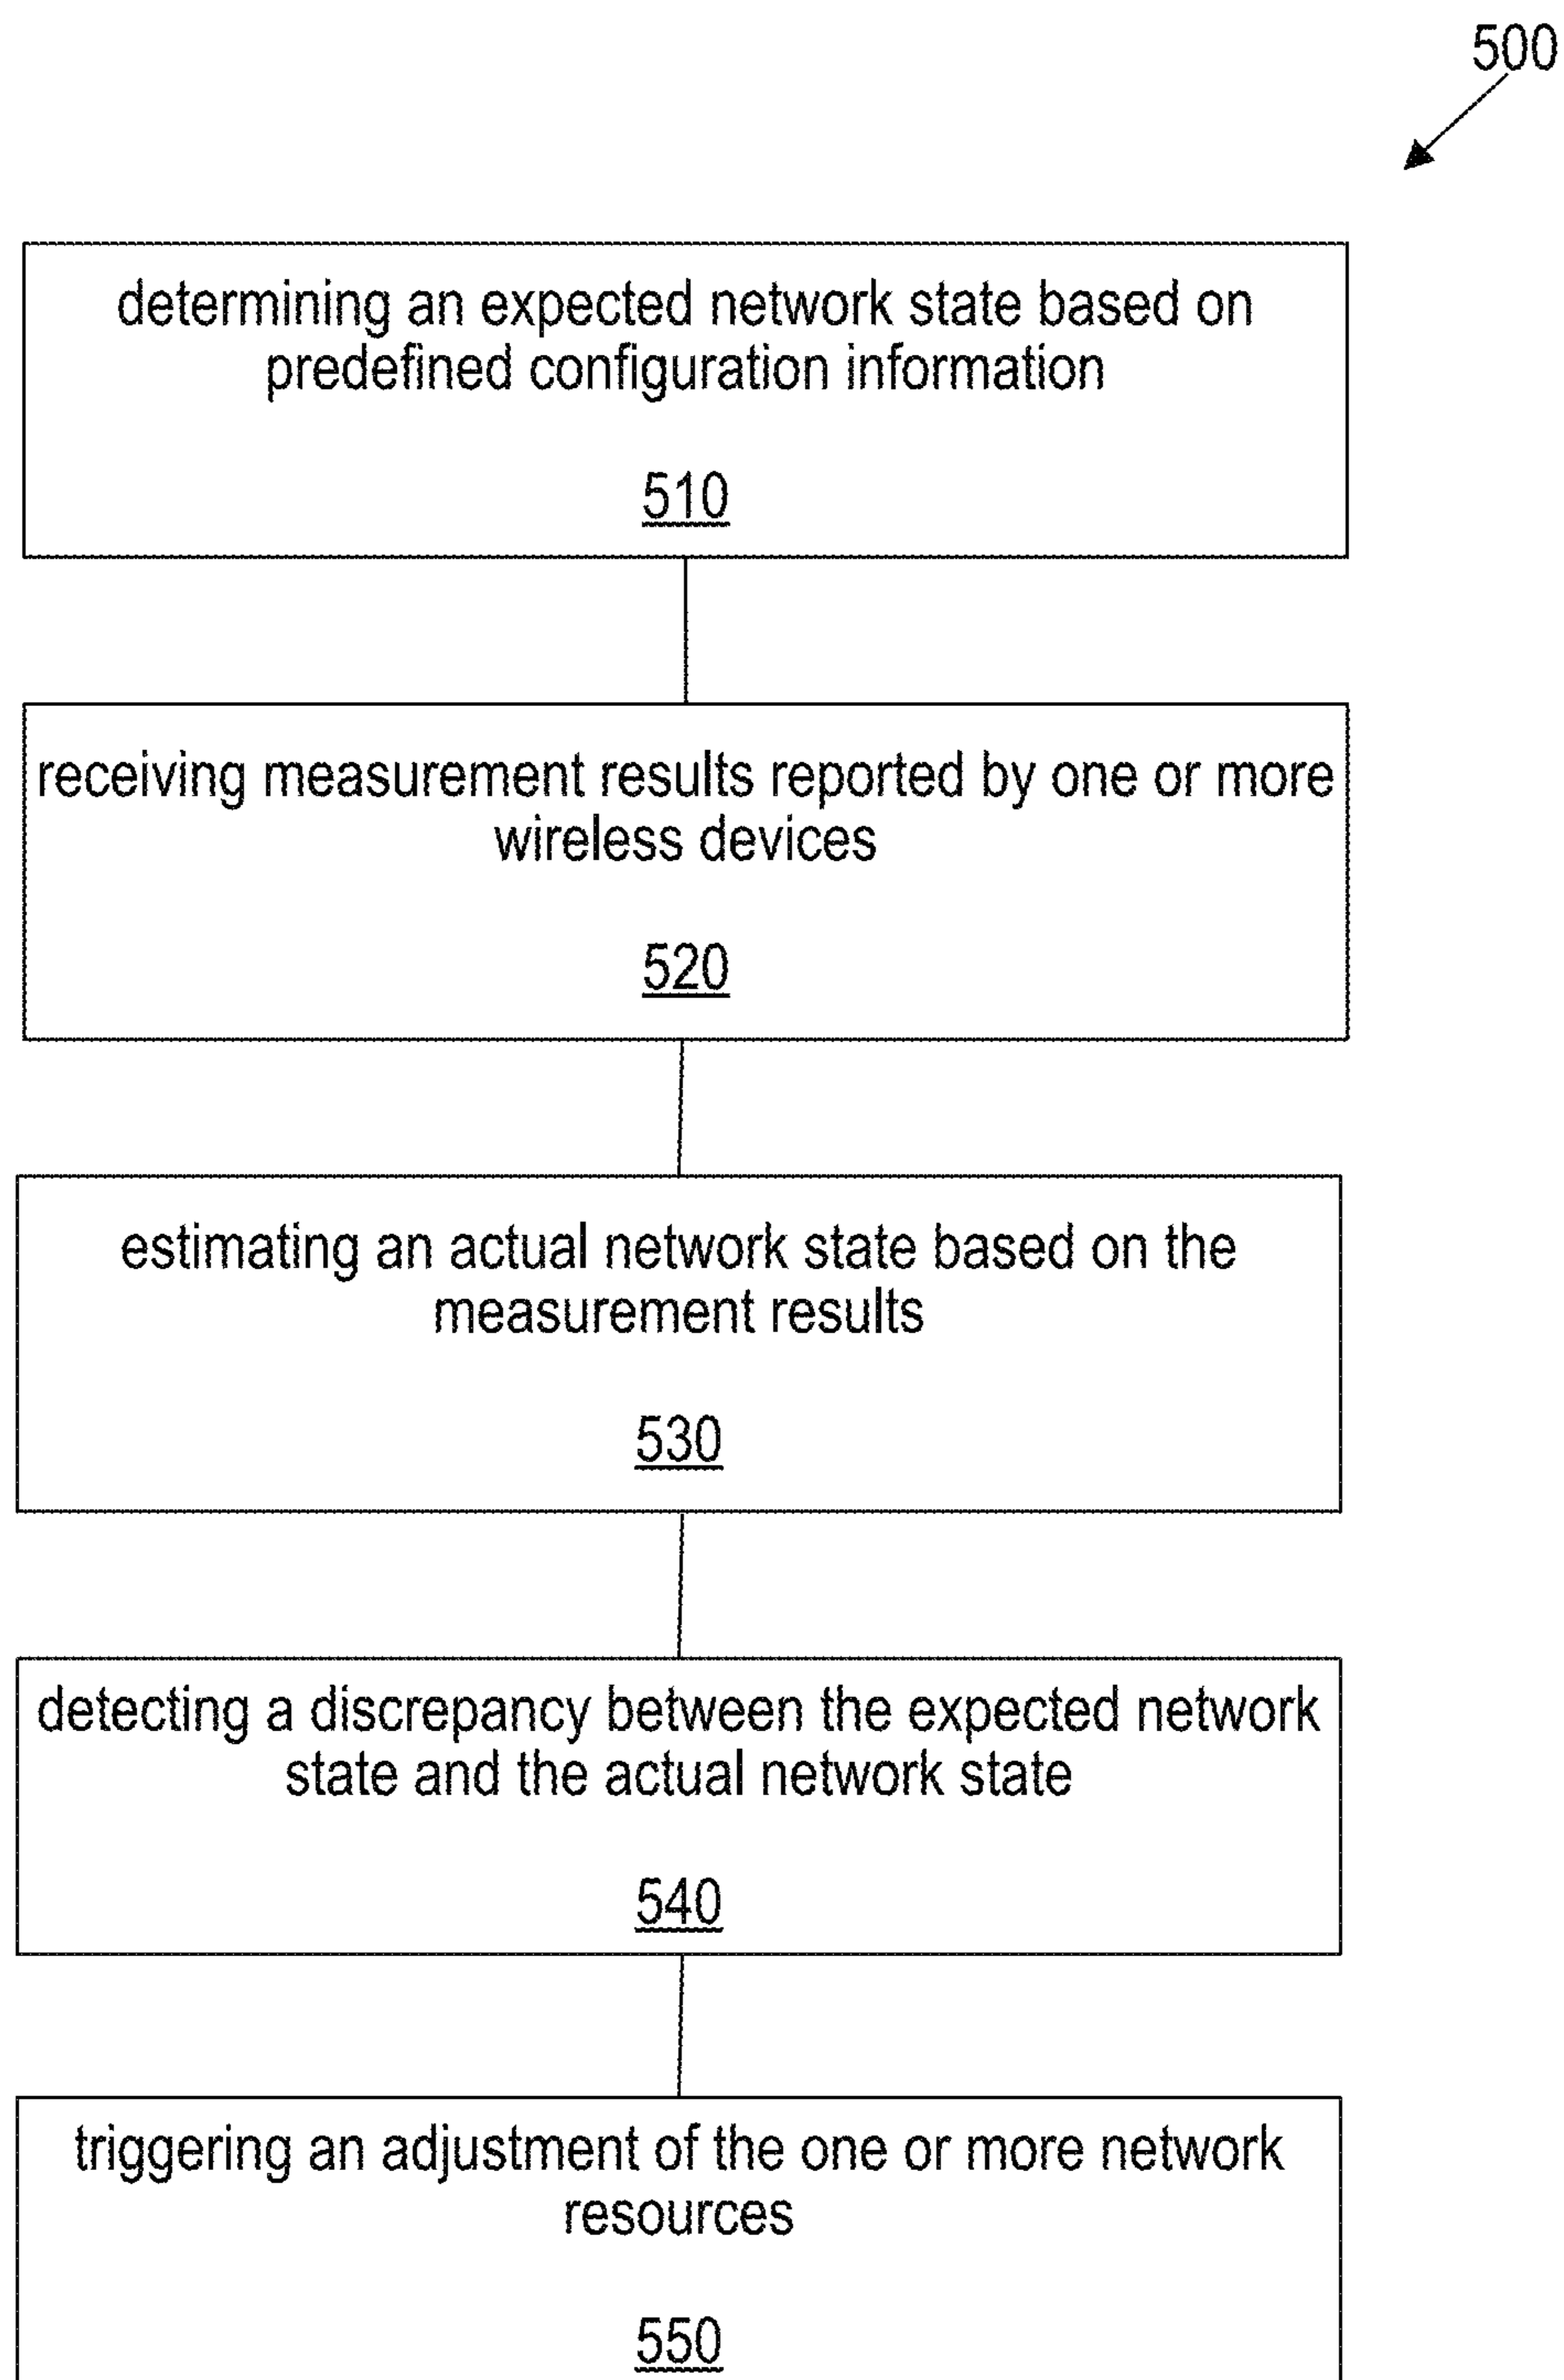 500
determining an expected network state based on
predefined configuration information
510
receiving measurement results reported by one or more
wireless devices
520
estimating an actual network state based on the
measurement results
530
detecting a discrepancy between the expected network
state and the actual network state
540
triggering an adjustment of the one or more network
resources
550